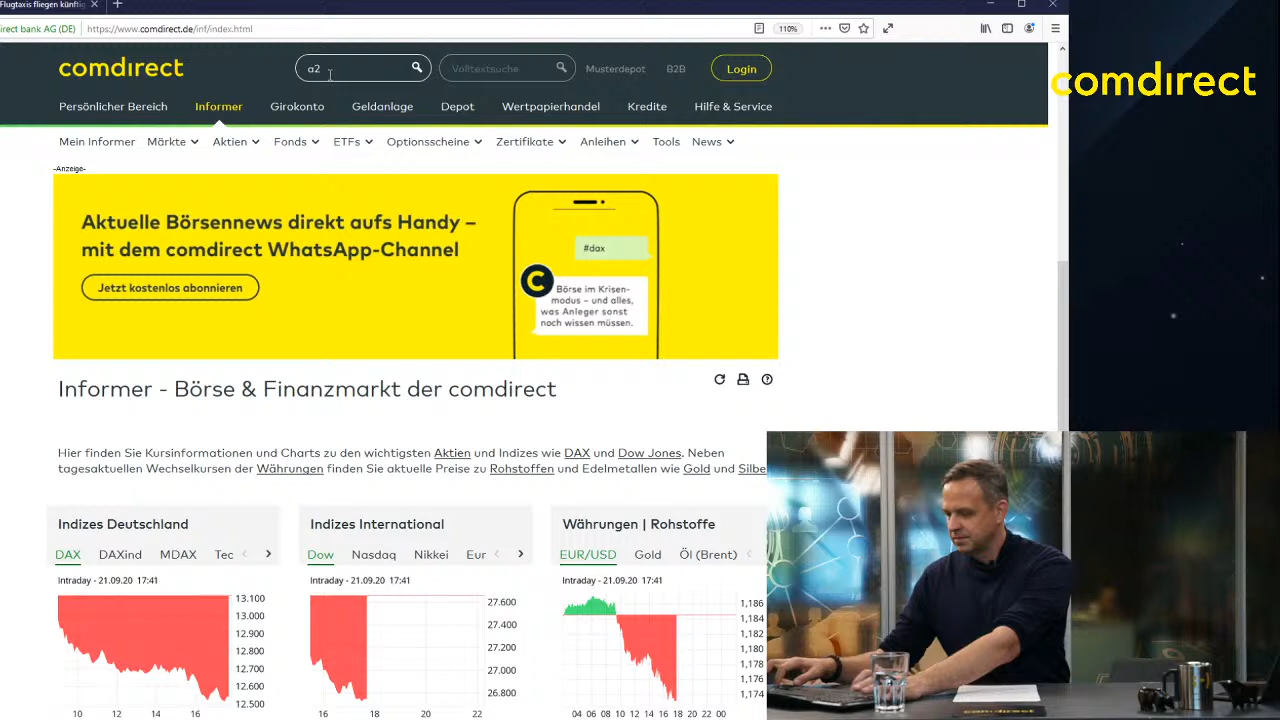 Flugtaxis fliegen künftig
irect bank AG (DE)
https://www.comdirect.de/inf/index.html
110%
comdirect
a2
Volltextsuche
Musterdepot
B2B
Login
comdirect
Persönlicher Bereich
Informer
Girokonto
Geldanlage
Depot
Wertpapierhandel
Kredite
Hilfe & Service
Mein Informer
Märkte
Aktien
Fonds
ETFs
Optionsscheine
Zertifikate
Anleihen
Tools
News
-Anzeige-
Aktuelle Börsennews direkt aufs Handy –
mit dem comdirect WhatsApp-Channel
Jetzt kostenlos abonnieren
#dax
C
Börse im Krisen-
modus – und alles,
was Anleger sonst
noch wissen müssen.
Informer - Börse & Finanzmarkt der comdirect
Hier finden Sie Kursinformationen und Charts zu den wichtigsten Aktien und Indizes wie DAX und Dow Jones. Neben
tagesaktuellen Wechselkursen der Währungen finden Sie aktuelle Preise zu Rohstoffen und Edelmetallen wie Gold und Silbe
Indizes Deutschland
DAX
DAXind
MDAX
Tec
Intraday - 21.09.20 17:41
13.100
13.000
12.900
12.800
12.700
12.600
12.500
10 12 14 16
Indizes International
Dow
Nasdaq
Nikkei
Eur
Intraday - 21.09.20 17:41
27.600
27.400
27.200
27.000
26.800
16 18 20 22
Währungen | Rohstoffe
EUR/USD
Gold
Öl (Brent)
Intraday - 21.09.20 17:41
1,186
1,184
1,182
1,180
1,178
1,176
1,174
04 06 08 10 12 14 16 18 20 22 00